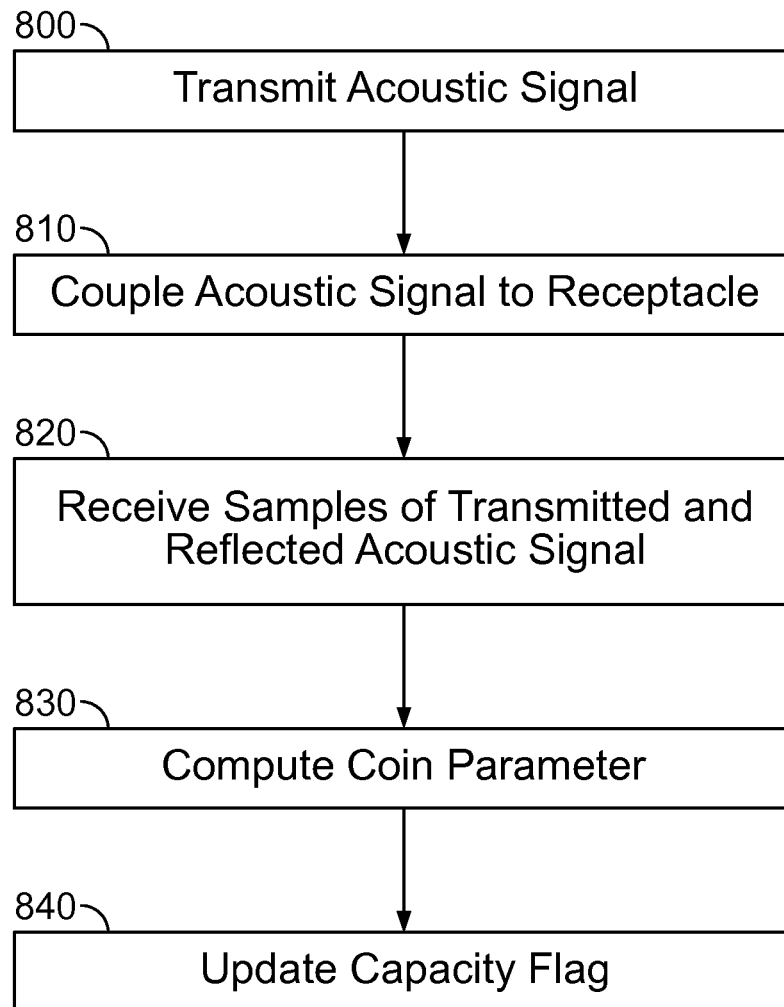 800
Transmit Acoustic Signal
810
Couple Acoustic Signal to Receptacle
820
Receive Samples of Transmitted and
Reflected Acoustic Signal
830
Compute Coin Parameter
840
Update Capacity Flag